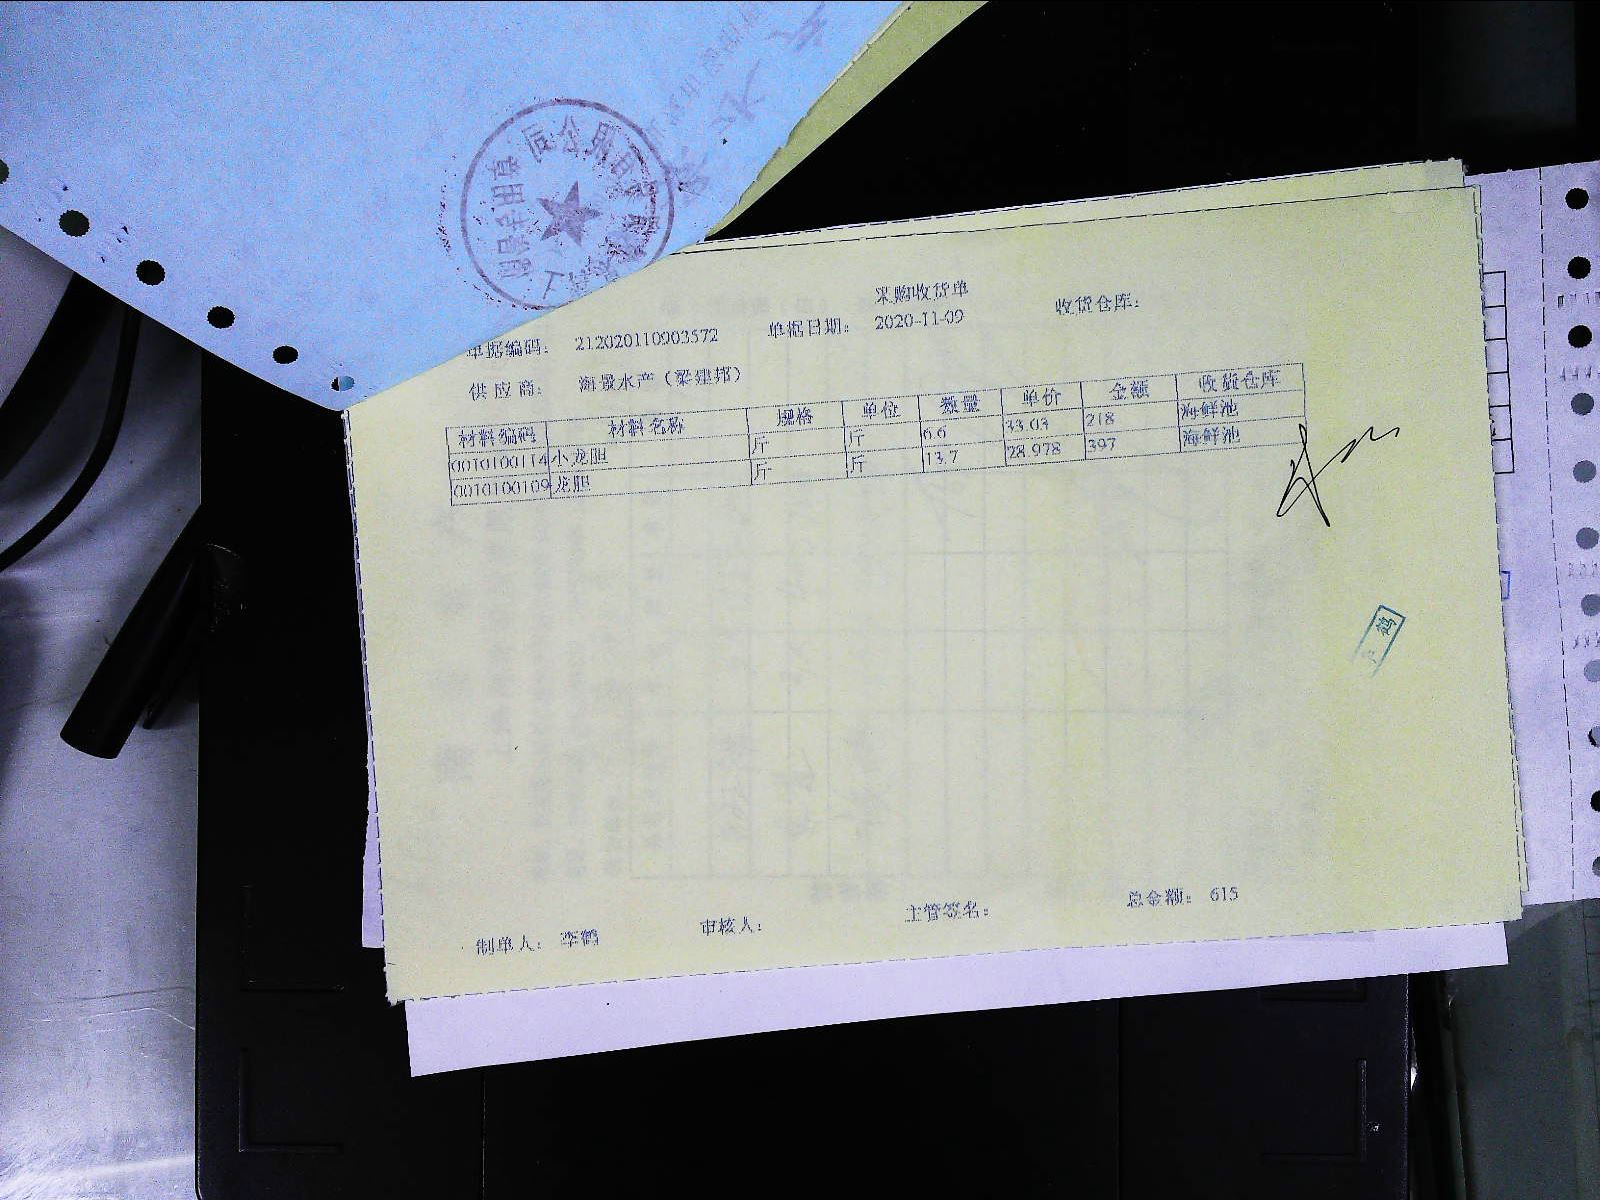 采购收货单
单据编码： 212020110903572 单据日期： 2020-11-09 收货仓库：
供应商： 海晟水产（梁建邦）
材料编码 材料名称 规格 单位 数量 单价 金额 收货仓库
0010100114 小龙胆 斤 斤 6.6 33.03 218 海鲜池
0010100109 龙胆 斤 斤 13.7 28.978 397 海鲜池
鹤
制单人： 李鹤 审核人： 主管签名： 总金额： 615